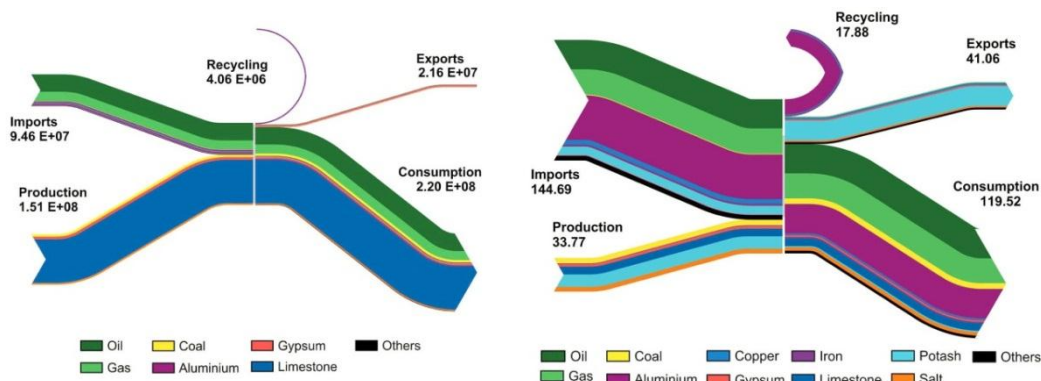 Recycling
4.06 E+06
Exports
2.16 E+07
Imports
9.46 E+07
Production
1.51 E+08
Consumption
2.20 E+08
Oil
Coal
Gypsum
Others
Gas
Aluminium
Limestone
Recycling
17.88
Exports
41.06
Imports
144.69
Production
33.77
Consumption
119.52
Oil
Coal
Copper
Iron
Potash
Others
Gas
Aluminium
Gypsum
Limestone
Salt